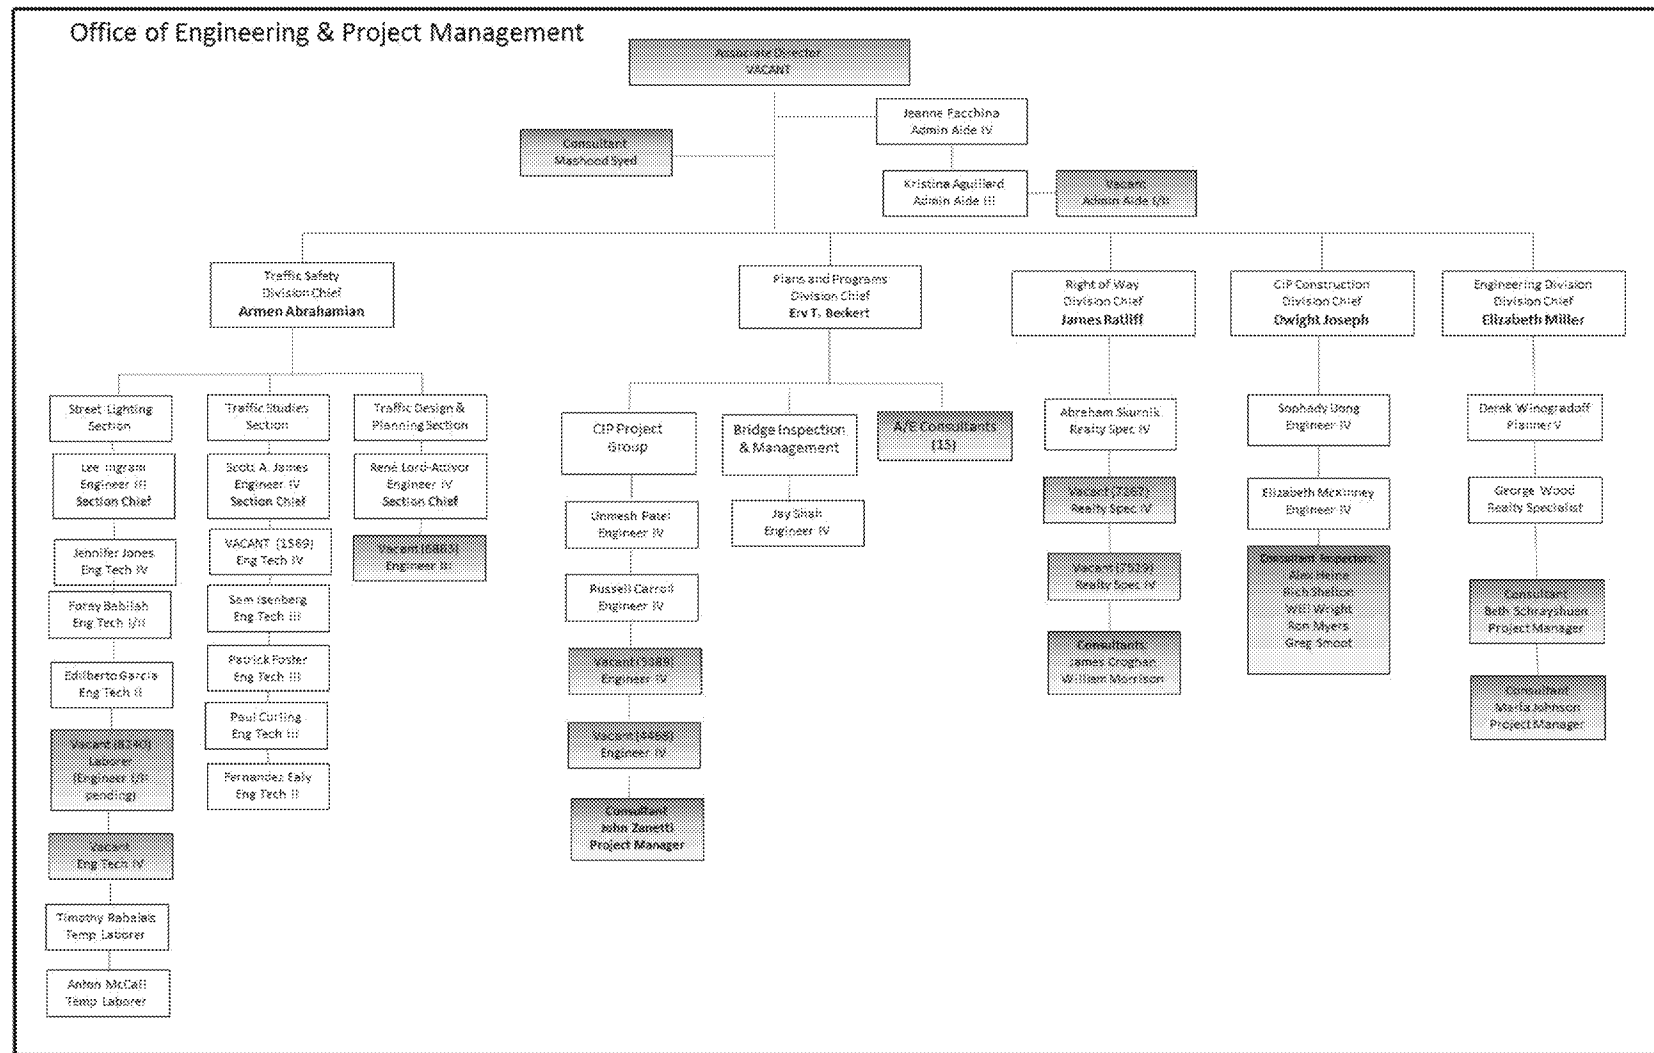 Office of Engineering & Project Management
Associate Director
VACANT
Jeanne Facchina
Admin Aide IV
Consultant
Mashood Syed
Kristina Aguillard
Admin Aide III
Vacant
Admin Aide I/II
Traffic Safety
Division Chief
Armen Abrahamian
Plans and Programs
Division Chief
Erv T. Beckert
Right of Way
Division Chief
James Ratliff
CIP Construction
Division Chief
Dwight Joseph
Engineering Division
Division Chief
Elizabeth Miller
Street Lighting
Section
Lee Ingram
Engineer III
Section Chief
Jennifer Jones
Eng Tech IV
Foray Babilah
Eng Tech I/II
Edilberto Garcia
Eng Tech II
Vacant (8240)
Laborer
(Engineer I/II
pending)
Vacant
Eng Tech IV
Timothy Rabalais
Temp Laborer
Anton McCall
Temp Laborer
Traffic Studies
Section
Scott A. James
Engineer IV
Section Chief
VACANT (1569)
Eng Tech IV
Sam Isenberg
Eng Tech III
Patrick Foster
Eng Tech III
Paul Curling
Eng Tech III
Fernandez Ealy
Eng Tech II
Traffic Design &
Planning Section
René Lord-Attivor
Engineer IV
Section Chief
Vacant
Engineer III
CIP Project
Group
Unmesh Patel
Engineer IV
Russell Carroll
Engineer IV
Vacant
Engineer IV
Vacant
Engineer IV
Consultant
John Zanetti
Project Manager
Bridge Inspection
& Management
Jay Shah
Engineer IV
A/E Consultants
(15)
Abraham Skurnik
Realty Spec IV
Vacant
Realty Spec IV
Vacant (7529)
Realty Spec IV
Consultants:
James Croghan
William Morrison
Sophady Uong
Engineer IV
Elizabeth McKinney
Engineer IV
Consultant Inspectors:
Alex Heine
Rich Shelton
Will Wright
Ron Myers
Greg Smoot
Derek Winogradoff
Planner V
George Wood
Realty Specialist
Consultant
Beth Schrayshuen
Project Manager
Consultant
Marla Johnson
Project Manager